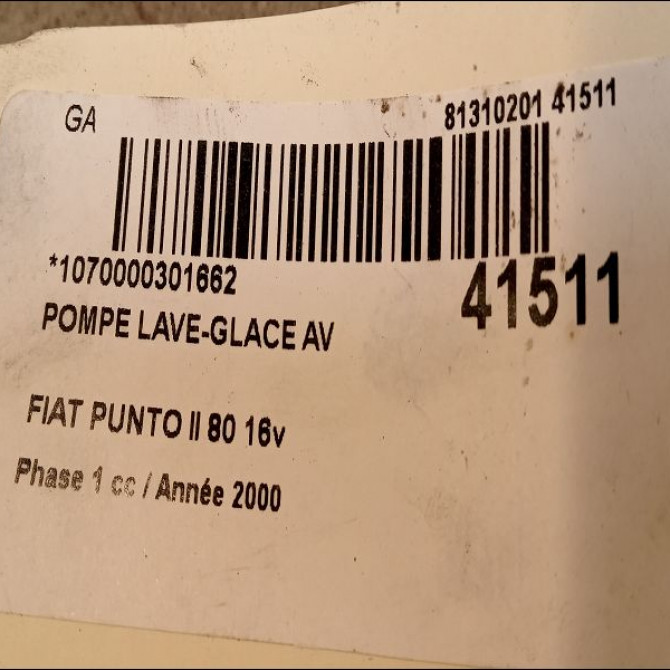 GA 81310201 41511
*1070000301662 41511
POMPE LAVE-GLACE AV
FIAT PUNTO II 80 16v
Phase 1 cc / Année 2000